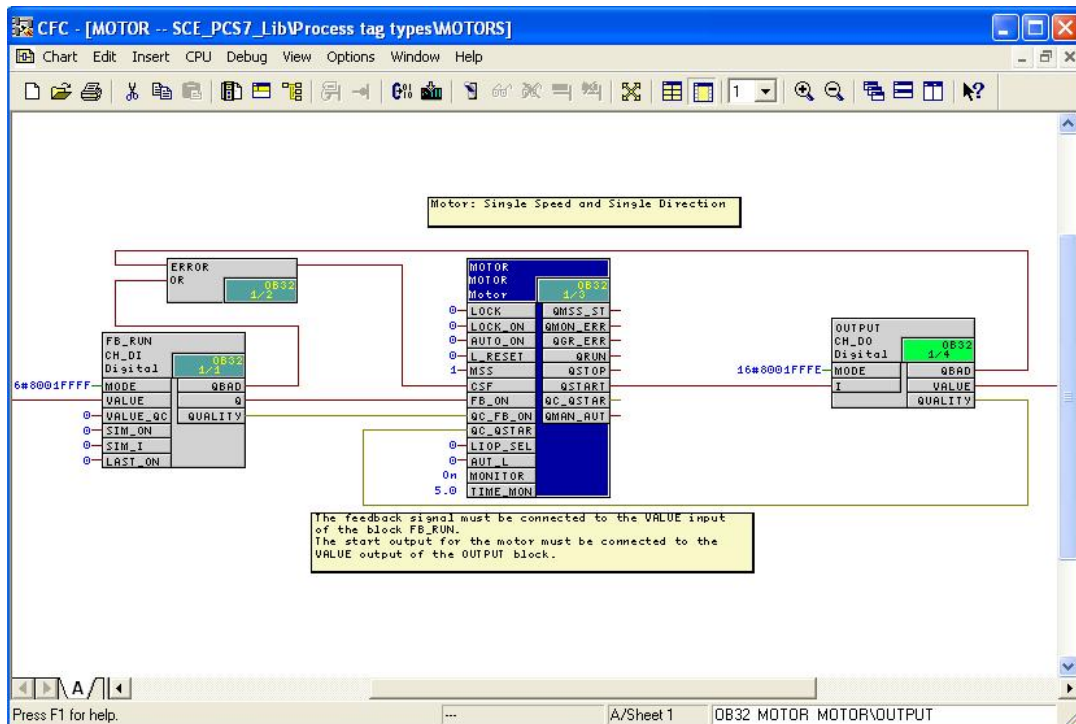 CFC - [MOTOR -- SCE_PCS7_Lib\Process tag types\MOTORS]
Chart Edit Insert CPU Debug View Options Window Help
1
Motor: Single Speed and Single Direction
ERROR
OR
OB32
1/2
FB_RUN
CH_DI
Digital
OB32
1/1
6#8001FFFF
MODE QBAD
VALUE Q
0 VALUE_QC QUALITY
0 SIM_ON
0 SIM_I
0 LAST_ON
MOTOR
MOTOR
Motor
OB32
1/3
0 LOCK QMSS_ST
0 LOCK_ON QMON_ERR
0 AUTO_ON QGR_ERR
0 L_RESET QRUN
1 MSS QSTOP
CSF QSTART
FB_ON QC_QSTAR
QC_FB_ON QMAN_AUT
QC_QSTAR
0 LIOP_SEL
0 AUT_L
On MONITOR
5.0 TIME_MON
OUTPUT
CH_DO
Digital
OB32
1/4
16#8001FFFE MODE QBAD
I VALUE
QUALITY
The feedback signal must be connected to the VALUE input
of the block FB_RUN.
The start output for the motor must be connected to the
VALUE output of the OUTPUT block.
A
Press F1 for help.
---
A/Sheet 1
OB32 MOTOR MOTOR\OUTPUT